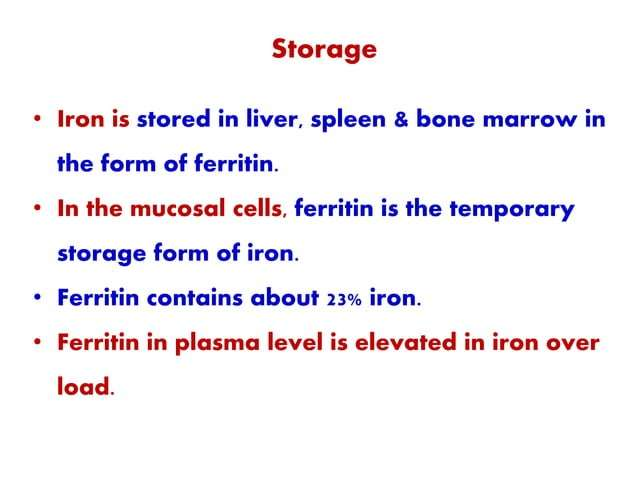 Storage
• Iron is stored in liver, spleen & bone marrow in
the form of ferritin.
• In the mucosal cells, ferritin is the temporary
storage form of iron.
• Ferritin contains about 23% iron.
• Ferritin in plasma level is elevated in iron over
load.